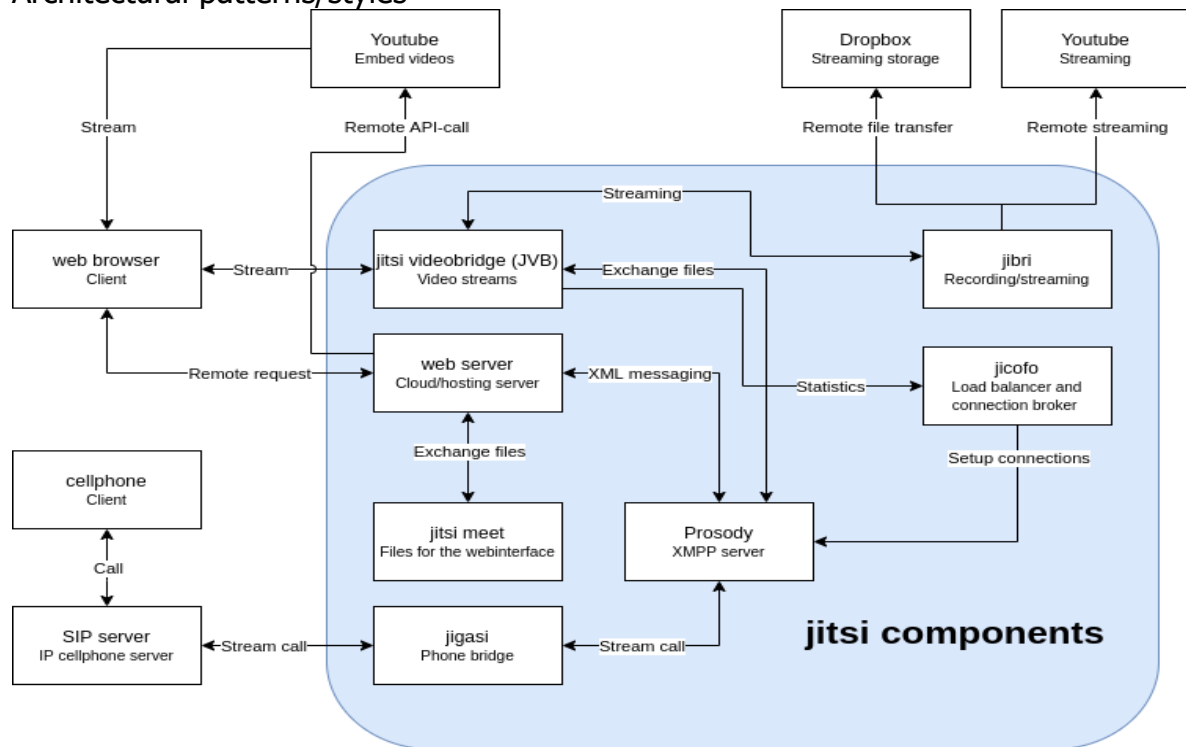 Architectural patterns/styles
Youtube
Embed videos
Dropbox
Streaming storage
Youtube
Streaming
Stream
Remote API-call
Remote file transfer
Remote streaming
Streaming
web browser
Client
Stream
jitsi videobridge (JVB)
Video streams
Exchange files
jibri
Recording/streaming
web server
Cloud/hosting server
Remote request
XML messaging
Statistics
jicofo
Load balancer and
connection broker
Exchange files
Setup connections
cellphone
Client
jitsi meet
Files for the webinterface
Prosody
XMPP server
Call
SIP server
IP cellphone server
Stream call
jigasi
Phone bridge
Stream call
jitsi components